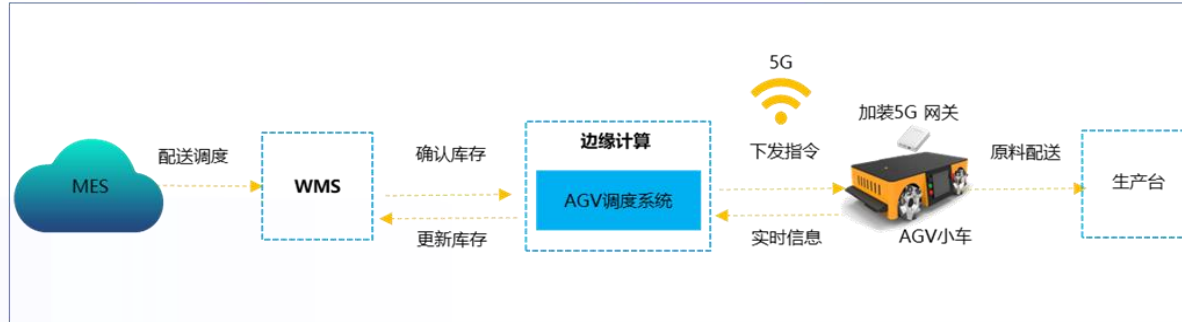 5G
加装5G 网关
MES
配送调度
WMS
确认库存
更新库存
边缘计算
AGV调度系统
下发指令
实时信息
AGV小车
原料配送
生产台